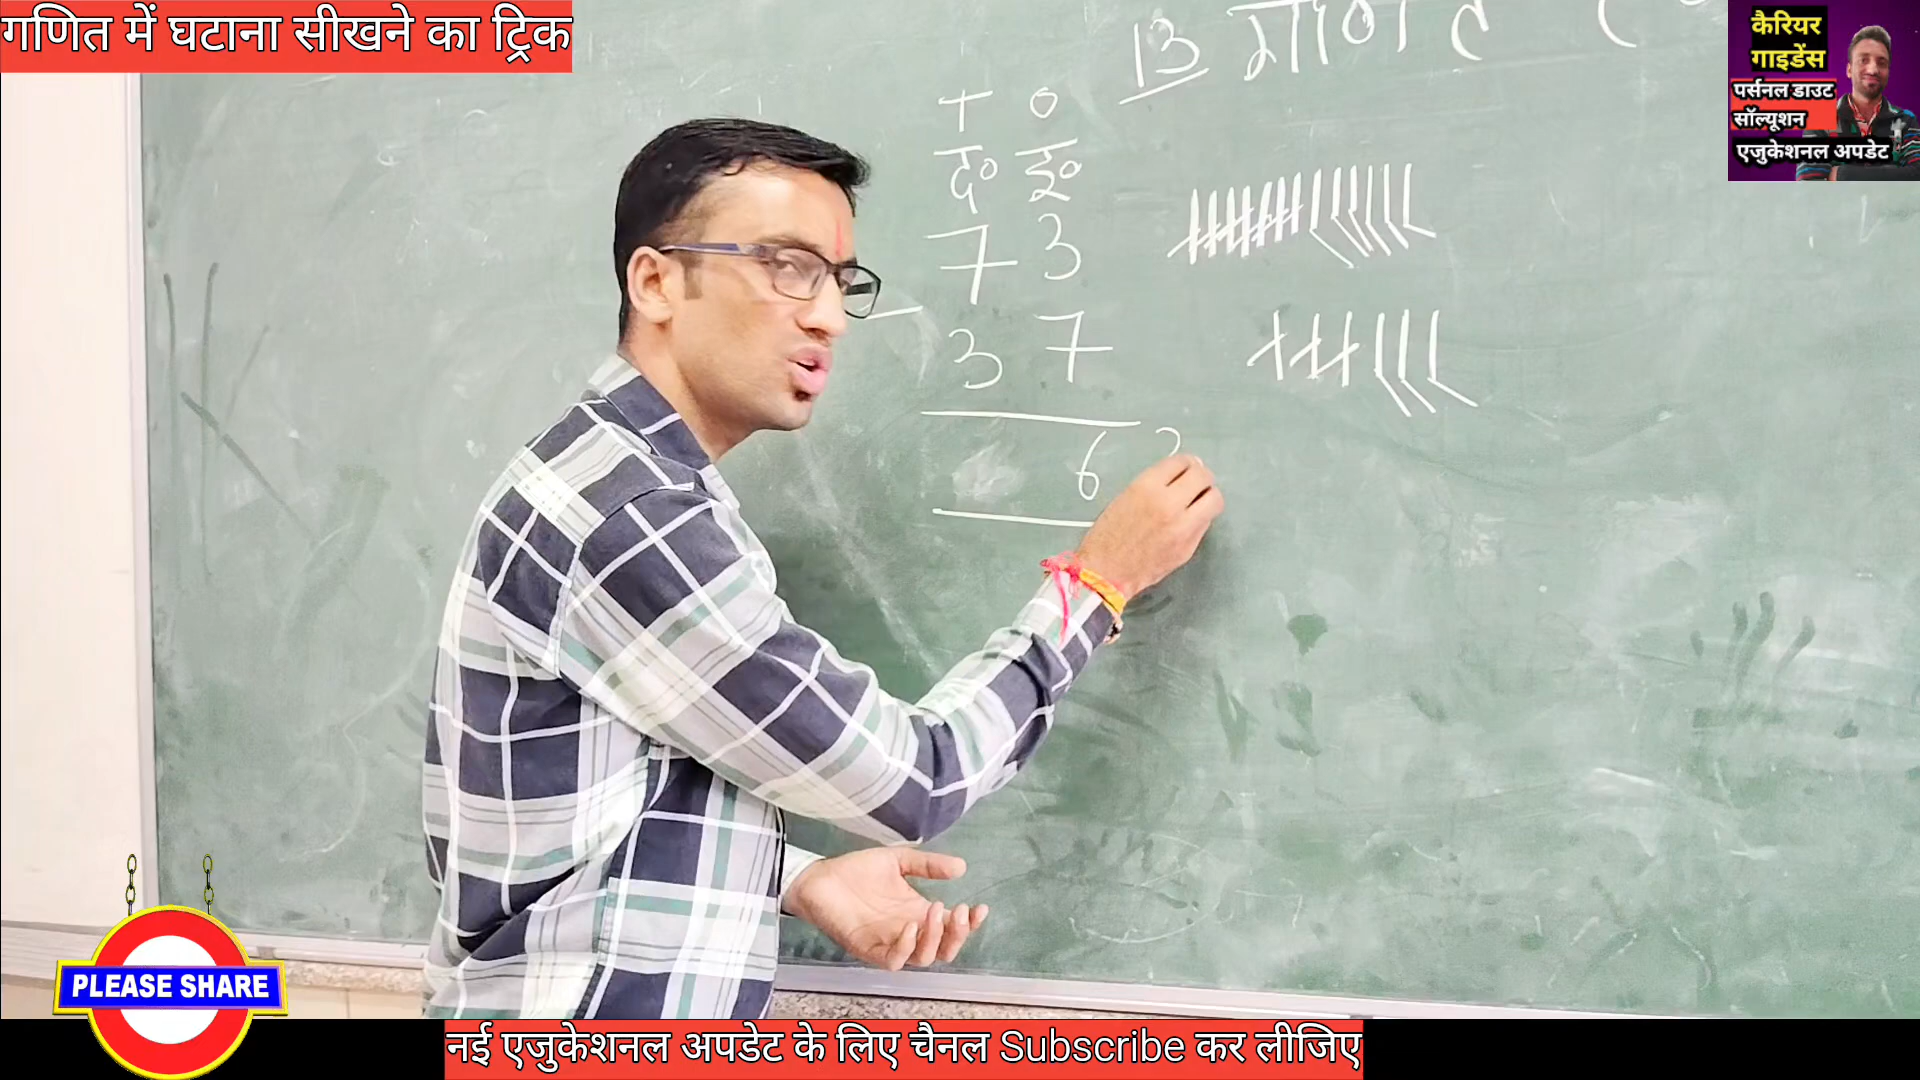 गणित में घटाना सीखने का ट्रिक
कैरियर
गाइडेंस
पर्सनल डाउट
सॉल्यूशन
एजुकेशनल अपडेट
13
T O
द० इ०
7 3
- 3 7
6
PLEASE SHARE
नई एजुकेशनल अपडेट के लिए चैनल Subscribe कर लीजिए